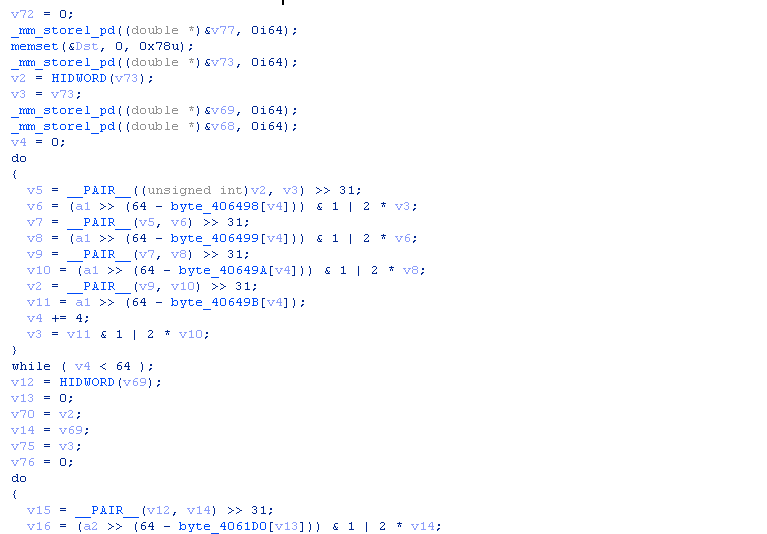 v72 = 0;
_mm_storel_pd((double *)&v77, 0i64);
memset(&Dst, 0, 0x78u);
_mm_storel_pd((double *)&v73, 0i64);
v2 = HIDWORD(v73);
v3 = v73;
_mm_storel_pd((double *)&v69, 0i64);
_mm_storel_pd((double *)&v68, 0i64);
v4 = 0;
do
{
v5 = __PAIR__((unsigned int)v2, v3) >> 31;
v6 = (a1 >> (64 - byte_406498[v4])) & 1 | 2 * v3;
v7 = __PAIR__(v5, v6) >> 31;
v8 = (a1 >> (64 - byte_406499[v4])) & 1 | 2 * v6;
v9 = __PAIR__(v7, v8) >> 31;
v10 = (a1 >> (64 - byte_40649A[v4])) & 1 | 2 * v8;
v2 = __PAIR__(v9, v10) >> 31;
v11 = a1 >> (64 - byte_40649B[v4]);
v4 += 4;
v3 = v11 & 1 | 2 * v10;
}
while ( v4 < 64 );
v12 = HIDWORD(v69);
v13 = 0;
v70 = v2;
v14 = v69;
v75 = v3;
v76 = 0;
do
{
v15 = __PAIR__(v12, v14) >> 31;
v16 = (a2 >> (64 - byte_4061D0[v13])) & 1 | 2 * v14;